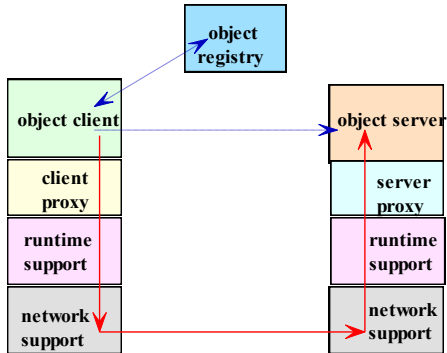 object
registry
object client
object server
client
proxy
server
proxy
runtime
support
runtime
support
network
support
network
support